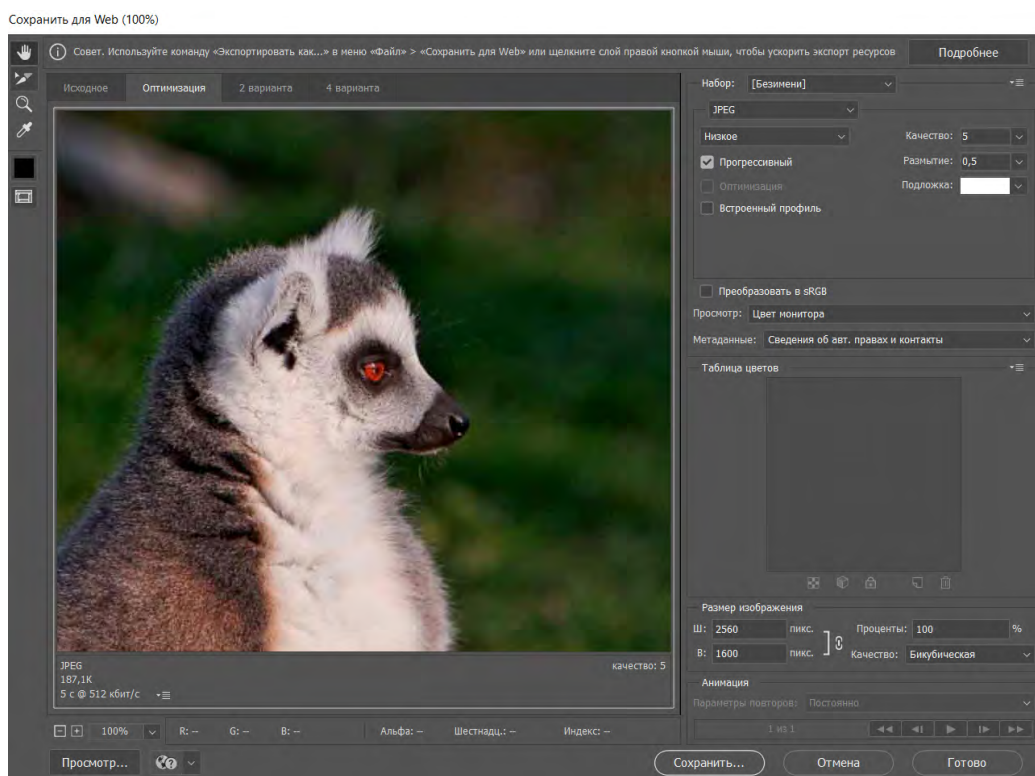 Сохранить для Web (100%)
Совет. Используйте команду «Экспортировать как...» в меню «Файл» > «Сохранить для Web» или щелкните слой правой кнопкой мыши, чтобы ускорить экспорт ресурсов
Подробнее
Исходное Оптимизация 2 варианта 4 варианта
Набор: [Безимени]
JPEG
Низкое Качество: 5
Прогрессивный Размытие: 0,5
Оптимизация Подложка:
Встроенный профиль
Преобразовать в sRGB
Просмотр: Цвет монитора
Метаданные: Сведения об авт. правах и контакты
Таблица цветов
Размер изображения
Ш: 2560 пикс. Проценты: 100 %
В: 1600 пикс. Качество: Бикубическая
JPEG качество: 5
187,1K
5 с @ 512 кбит/с
Анимация
Параметры повторов: Постоянно
1 из 1
100% R: -- G: -- B: -- Альфа: -- Шестнадц.: -- Индекс: --
Просмотр... Сохранить... Отмена Готово